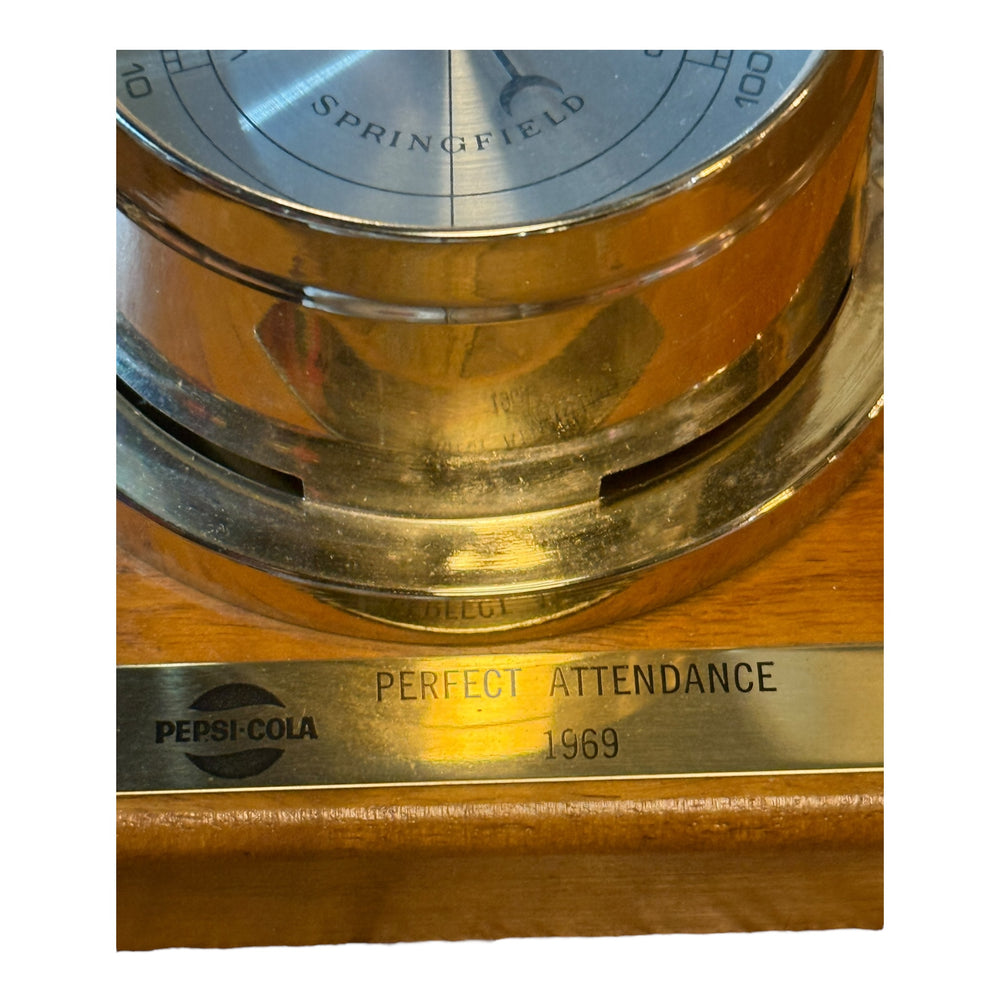 10
100
SPRINGFIELD
PERFECT ATTENDANCE
PEPSI-COLA
1969